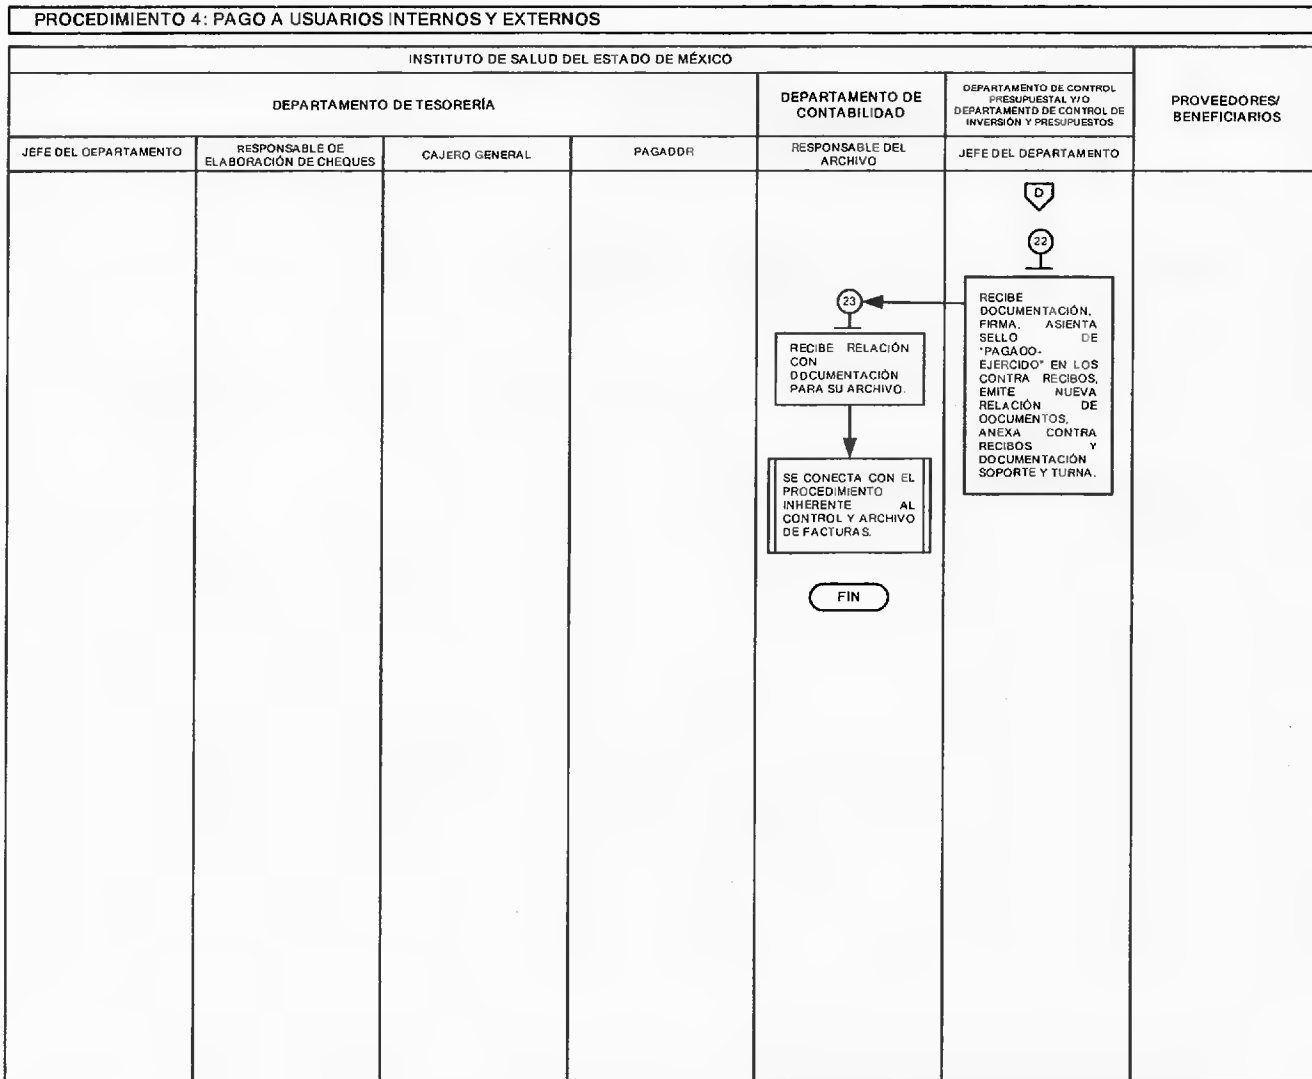 PROCEDIMIENTO 4: PAGO A USUARIOS INTERNOS Y EXTERNOS
INSTITUTO DE SALUD DEL ESTADO DE MÉXICO
DEPARTAMENTO DE TESORERÍA
DEPARTAMENTO DE
CONTABILIDAD
DEPARTAMENTO DE CONTROL
PRESUPUESTAL Y/O
DEPARTAMENTO DE CONTROL DE
INVERSIÓN Y PRESUPUESTOS
PROVEEDORES/
BENEFICIARIOS
JEFE DEL DEPARTAMENTO
RESPONSABLE DE
ELABORACIÓN DE CHEQUES
CAJERO GENERAL
PAGADOR
RESPONSABLE DEL
ARCHIVO
JEFE DEL DEPARTAMENTO
D
22
RECIBE
DOCUMENTACIÓN,
FIRMA, ASIENTA
SELLO DE
"PAGADO-
EJERCIDO" EN LOS
CONTRA RECIBOS,
EMITE NUEVA
RELACIÓN DE
DOCUMENTOS,
ANEXA CONTRA
RECIBOS Y
DOCUMENTACIÓN
SOPORTE Y TURNA.
23
RECIBE RELACIÓN
CON
DOCUMENTACIÓN
PARA SU ARCHIVO.
SE CONECTA CON EL
PROCEDIMIENTO
INHERENTE AL
CONTROL Y ARCHIVO
DE FACTURAS.
FIN